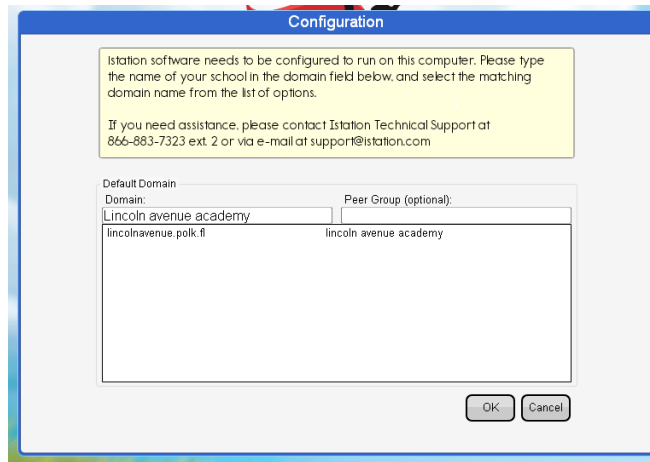 Configuration
Istation software needs to be configured to run on this computer. Please type
the name of your school in the domain field below, and select the matching
domain name from the list of options.
If you need assistance, please contact Istation Technical Support at
866-883-7323 ext. 2 or via e-mail at support@istation.com
Default Domain
Domain: Peer Group (optional):
Lincoln avenue academy
lincolnavenue.polk.fl lincoln avenue academy
OK Cancel